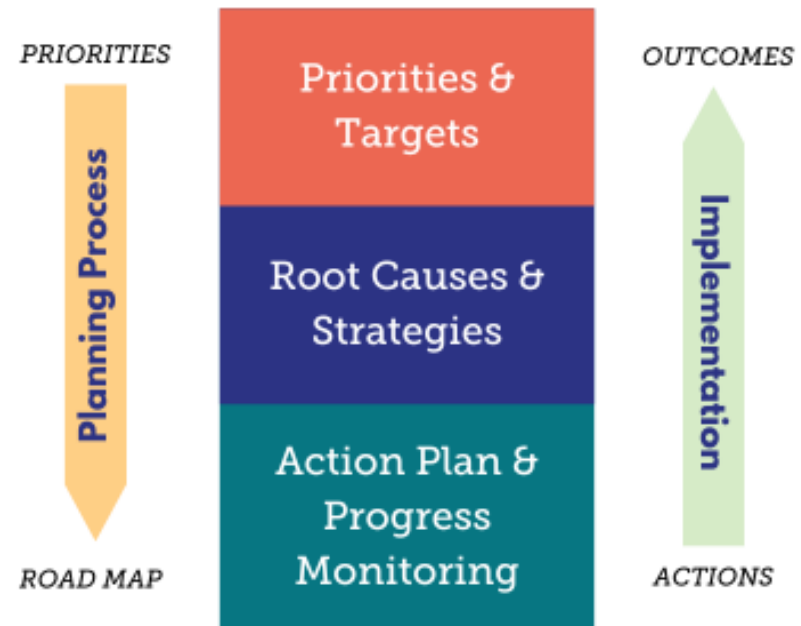 PRIORITIES
Planning Process
ROAD MAP
Priorities &
Targets
Root Causes &
Strategies
Action Plan &
Progress
Monitoring
OUTCOMES
Implementation
ACTIONS